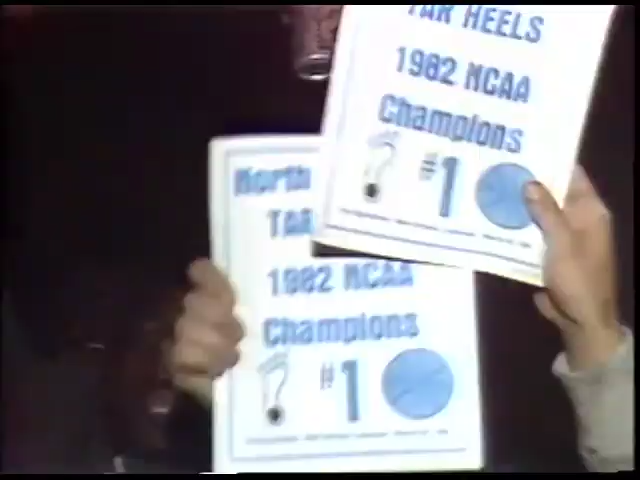 TAR HEELS
1982 NCAA
Champions
#1
North
TAR
1982 NCAA
Champions
#1